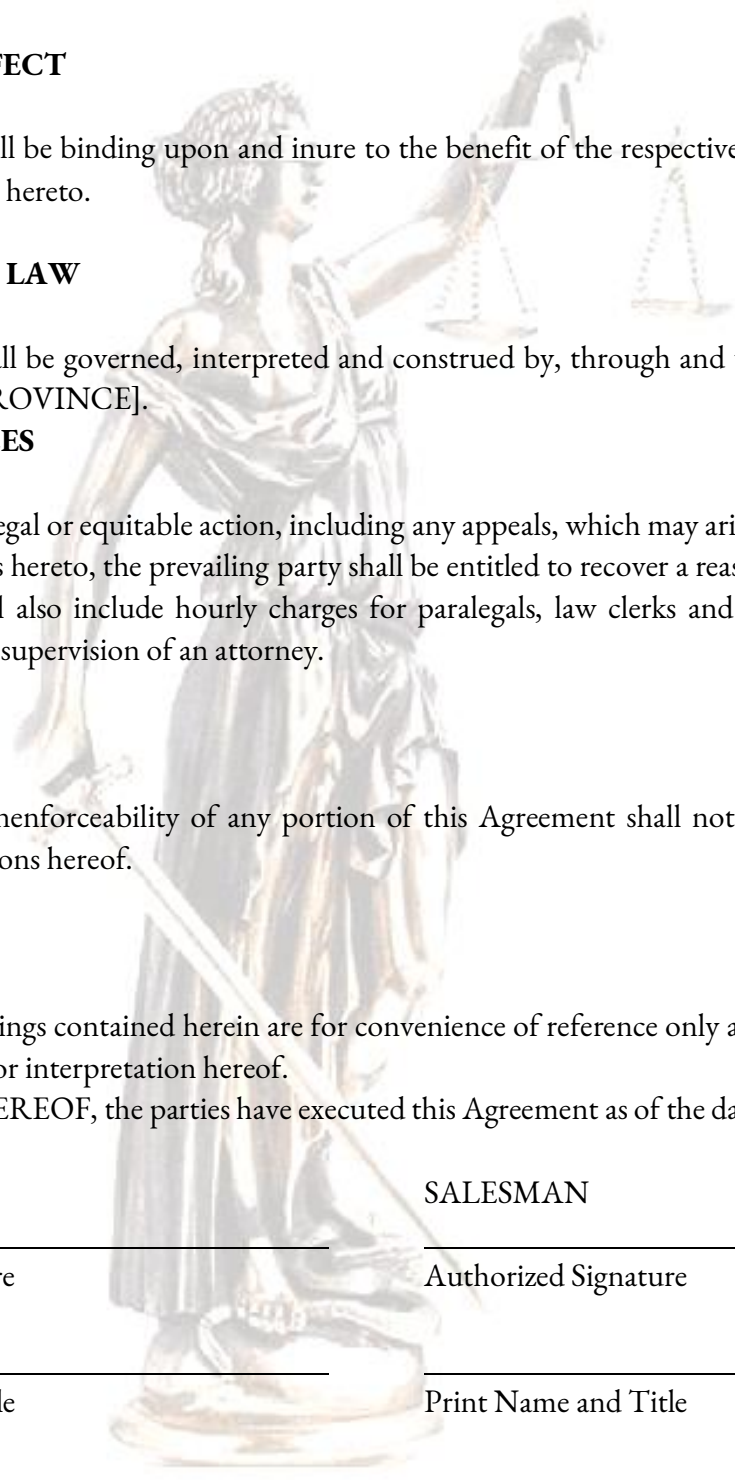 FECT
ll be binding upon and inure to the benefit of the respective
hereto.
LAW
all be governed, interpreted and construed by, through and
ROVINCE].
ES
egal or equitable action, including any appeals, which may ari
s hereto, the prevailing party shall be entitled to recover a reas
l also include hourly charges for paralegals, law clerks and
supervision of an attorney.
nenforceability of any portion of this Agreement shall not
ons hereof.
ings contained herein are for convenience of reference only a
or interpretation hereof.
EREOF, the parties have executed this Agreement as of the da
SALESMAN
re Authorized Signature
le Print Name and Title